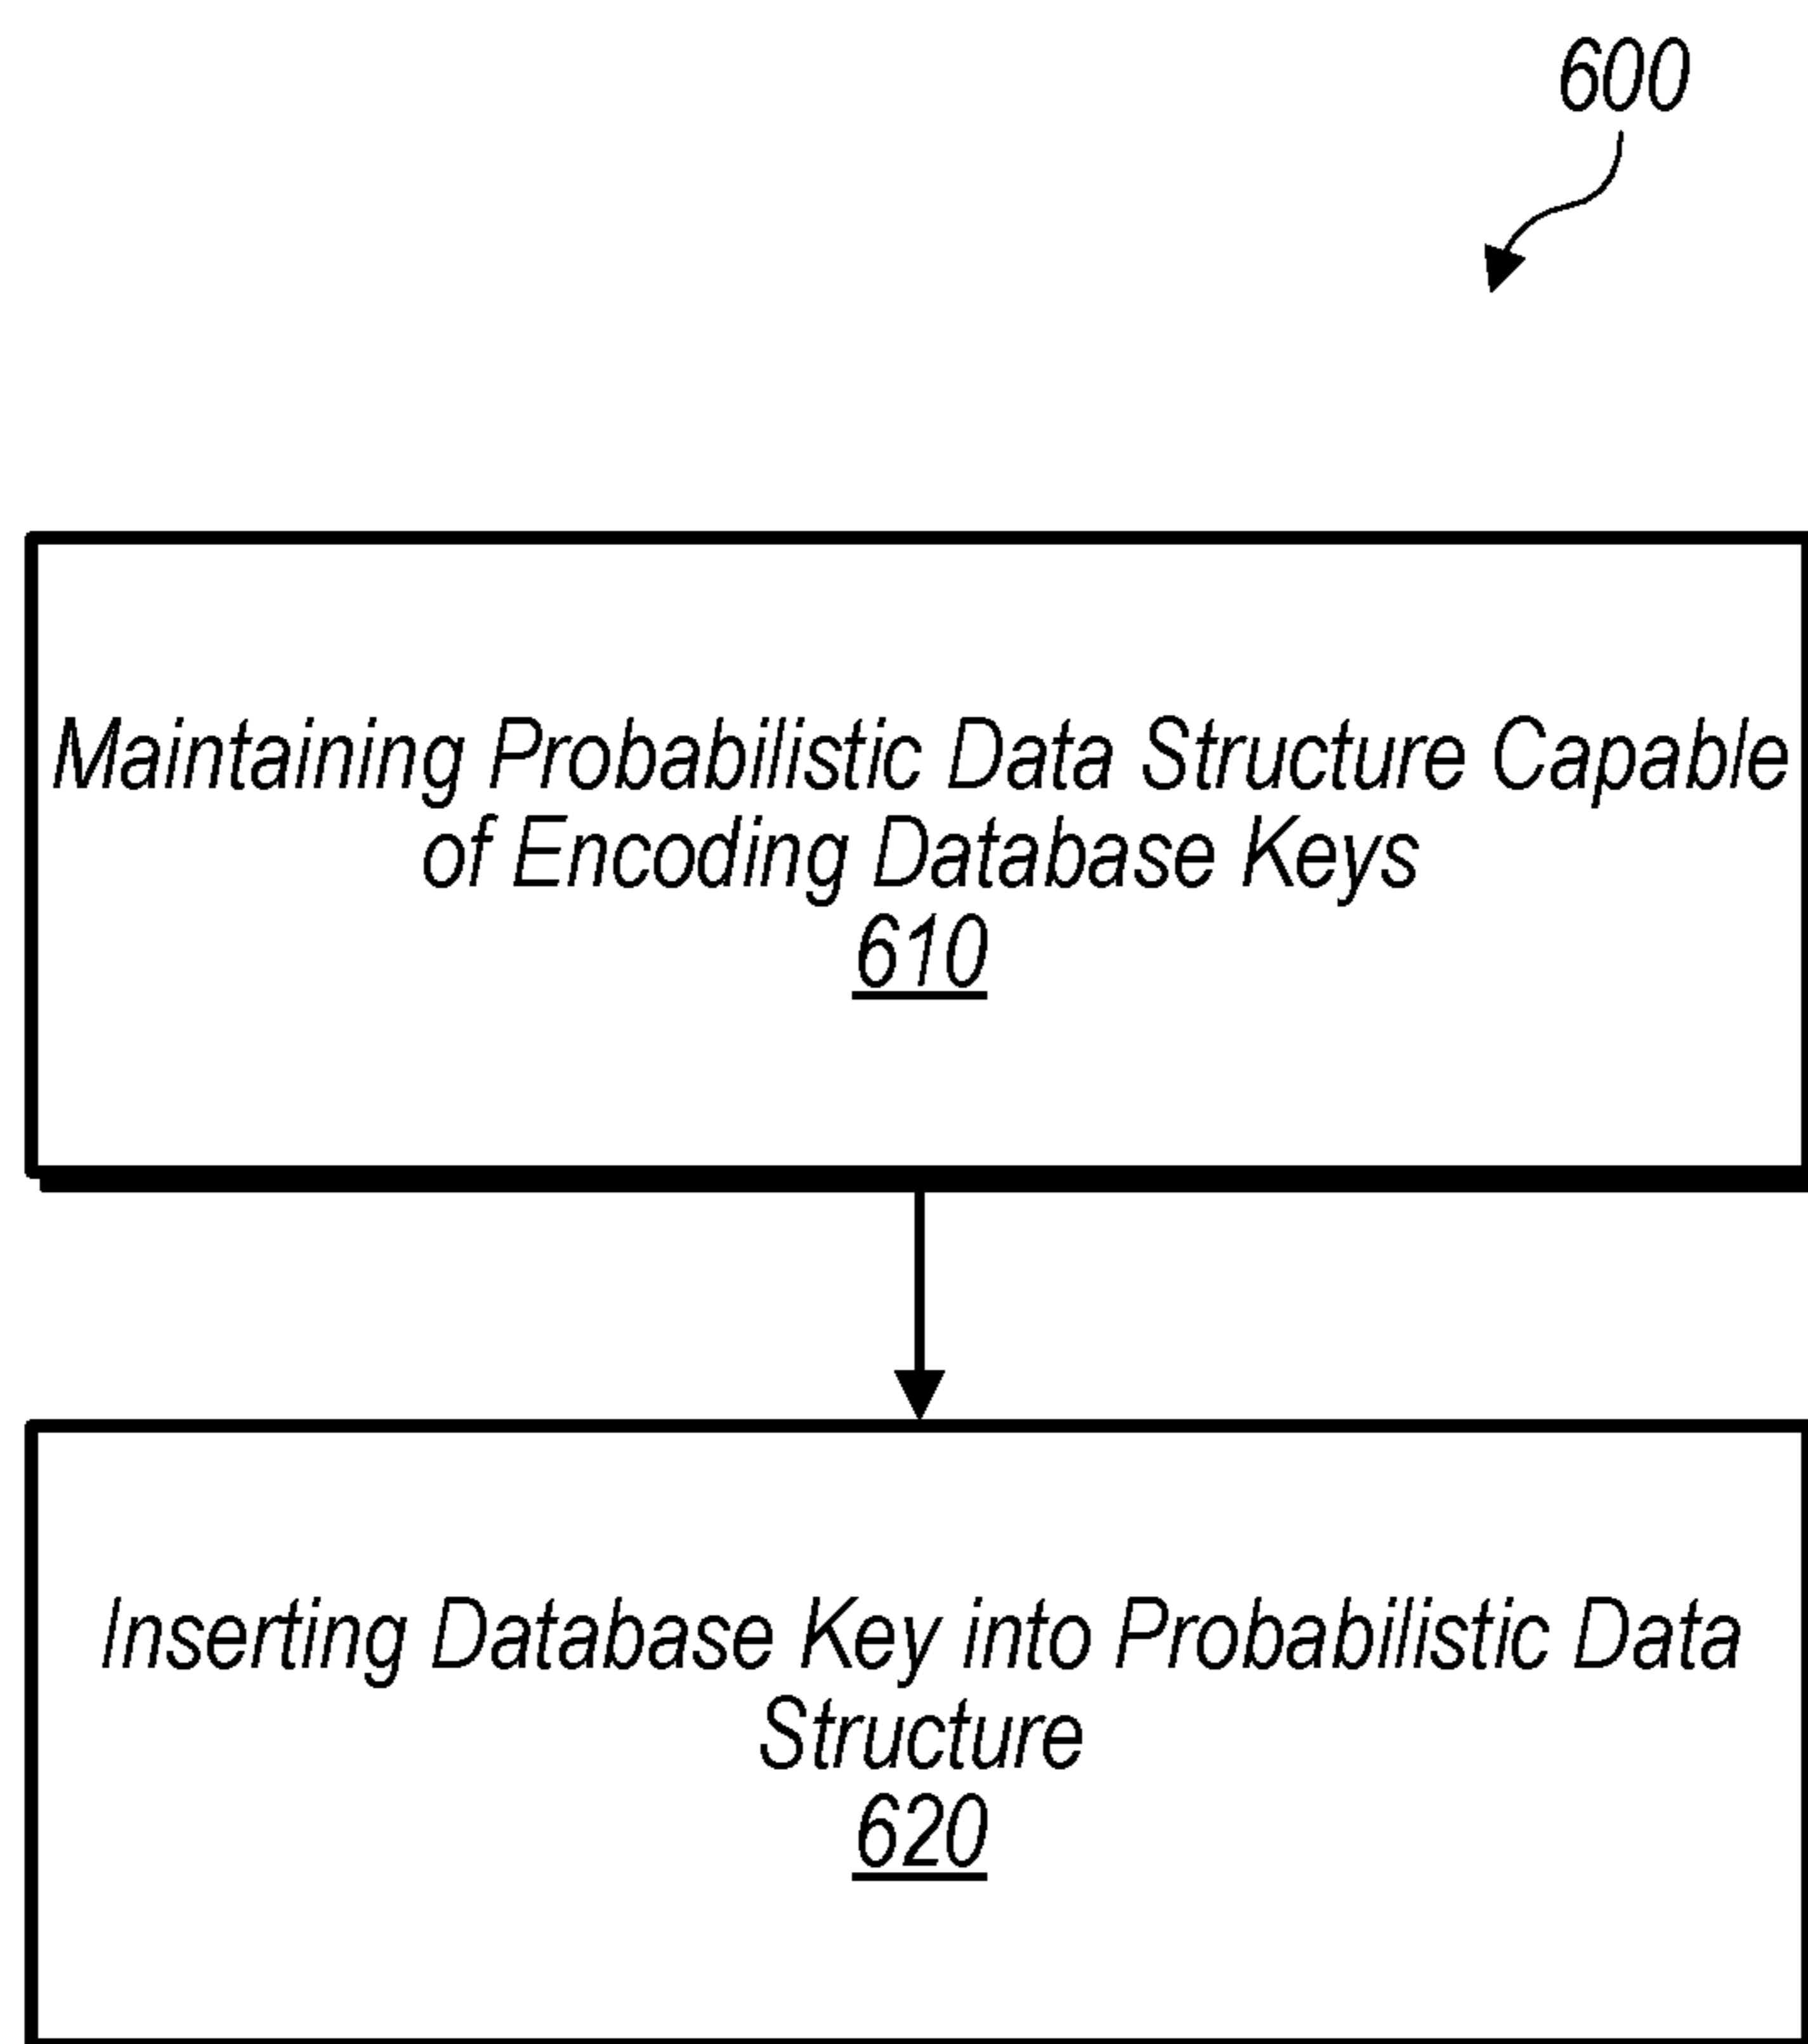 600
Maintaining Probabilistic Data Structure Capable
of Encoding Database Keys
610
Inserting Database Key into Probabilistic Data
Structure
620